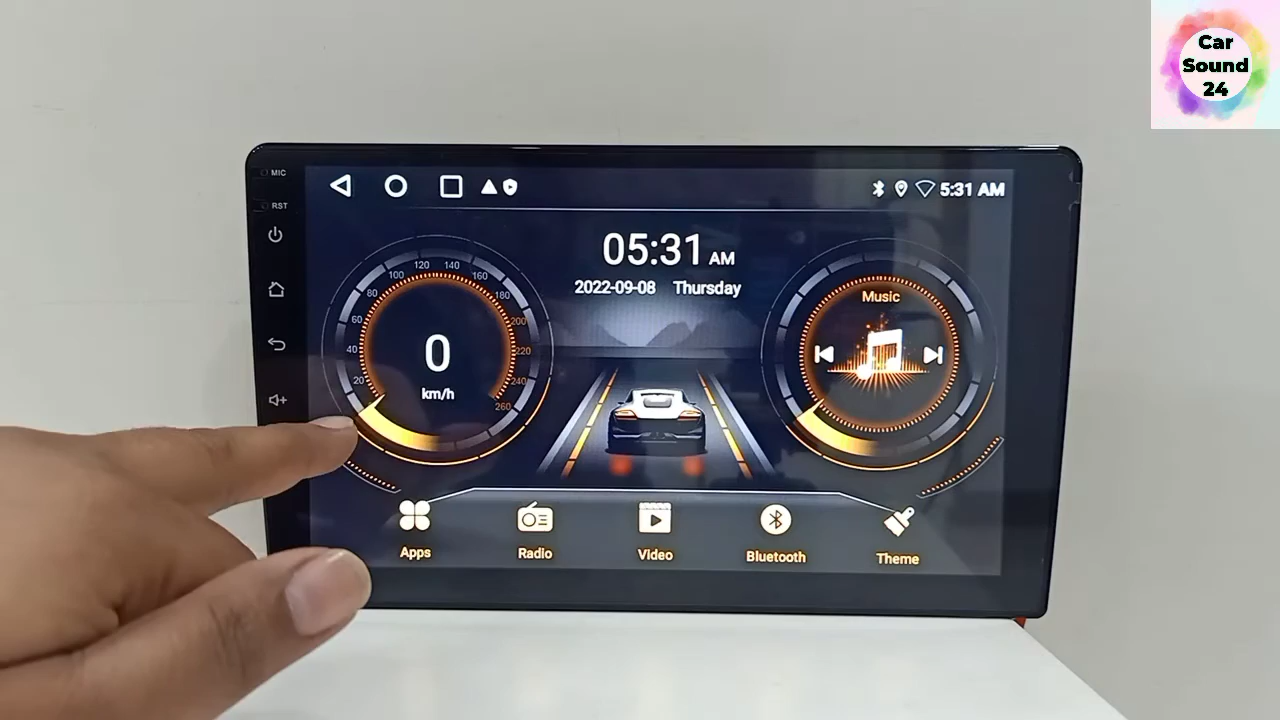 Car
Sound
24
MIC
RST
5:31 AM
05:31 AM
2022-09-08 Thursday
20
40
60
80
100
120
140
160
180
200
220
240
260
0
km/h
Music
Apps
Radio
Video
Bluetooth
Theme